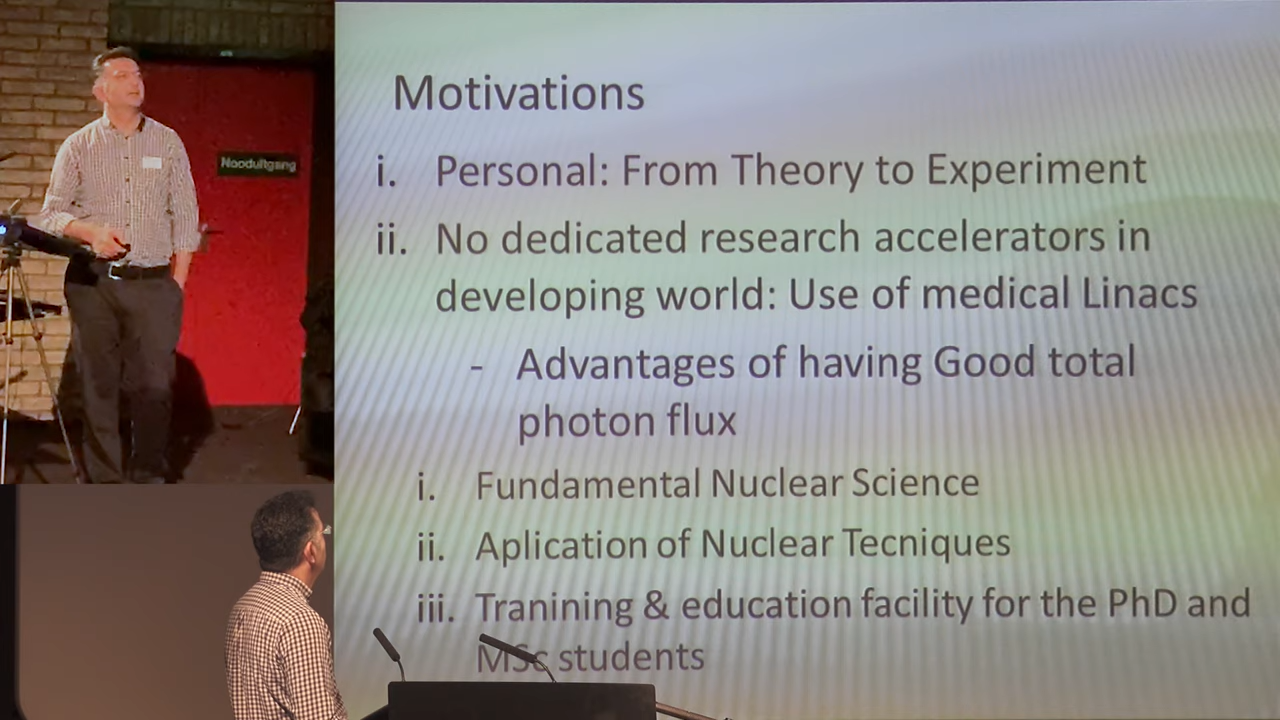 Nooduitgang
Motivations
i. Personal: From Theory to Experiment
ii. No dedicated research accelerators in
developing world: Use of medical Linacs
- Advantages of having Good total
photon flux
i. Fundamental Nuclear Science
ii. Aplication of Nuclear Tecniques
iii. Tranining & education facility for the PhD and
MSc students